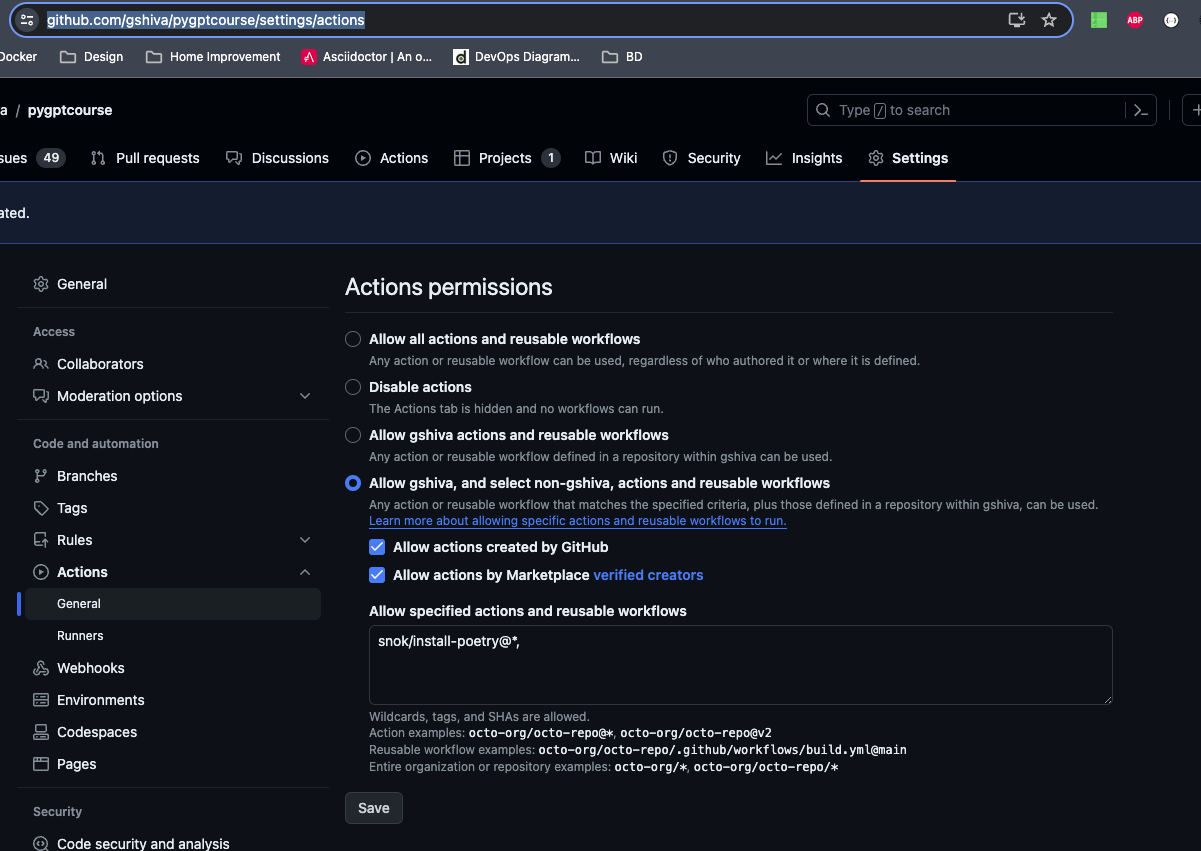 github.com/gshiva/pygptcourse/settings/actions
ABP
Docker Design Home Improvement Asciidoctor | An o... DevOps Diagram... BD
a / pygptcourse
Type / to search
sues 49 Pull requests Discussions Actions Projects 1 Wiki Security Insights Settings
ated.
General
Access
Collaborators
Moderation options
Code and automation
Branches
Tags
Rules
Actions
General
Runners
Webhooks
Environments
Codespaces
Pages
Security
Code security and analysis
Actions permissions
Allow all actions and reusable workflows
Any action or reusable workflow can be used, regardless of who authored it or where it is defined.
Disable actions
The Actions tab is hidden and no workflows can run.
Allow gshiva actions and reusable workflows
Any action or reusable workflow defined in a repository within gshiva can be used.
Allow gshiva, and select non-gshiva, actions and reusable workflows
Any action or reusable workflow that matches the specified criteria, plus those defined in a repository within gshiva, can be used.
Learn more about allowing specific actions and reusable workflows to run.
Allow actions created by GitHub
Allow actions by Marketplace verified creators
Allow specified actions and reusable workflows
snok/install-poetry@*,
Wildcards, tags, and SHAs are allowed.
Action examples: octo-org/octo-repo@*, octo-org/octo-repo@v2
Reusable workflow examples: octo-org/octo-repo/.github/workflows/build.yml@main
Entire organization or repository examples: octo-org/*, octo-org/octo-repo/*
Save